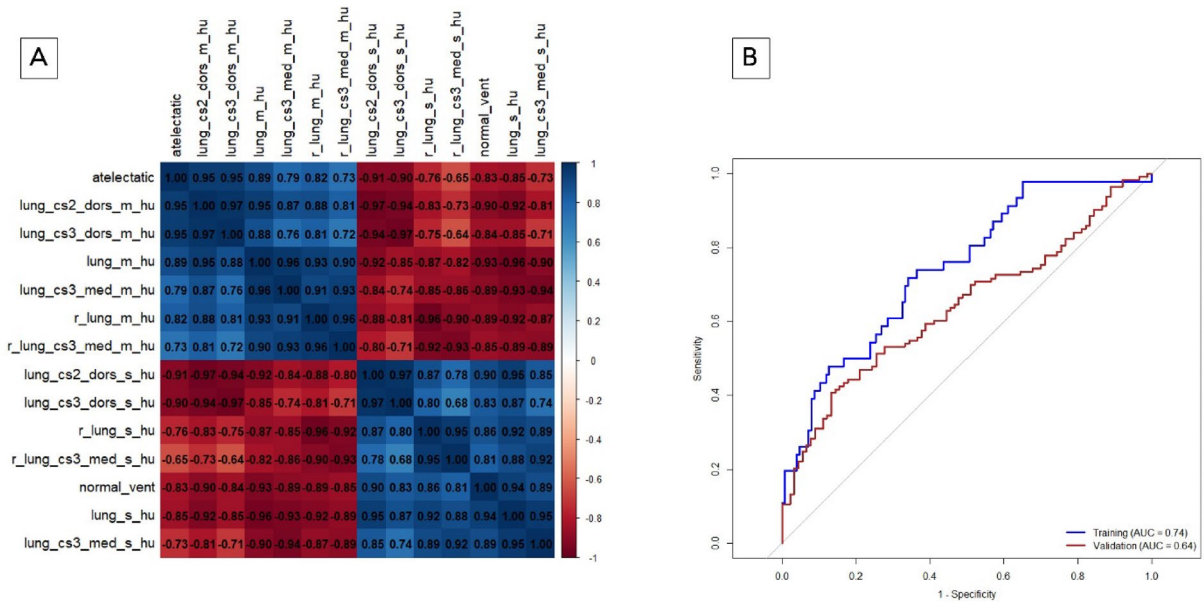 A
atelectatic
lung_cs2_dors_m_hu
lung_cs3_dors_m_hu
lung_m_hu
lung_cs3_med_m_hu
r_lung_m_hu
r_lung_cs3_med_m_hu
lung_cs2_dors_s_hu
lung_cs3_dors_s_hu
r_lung_s_hu
r_lung_cs3_med_s_hu
normal_vent
lung_s_hu
lung_cs3_med_s_hu
atelectatic 1.00 0.95 0.95 0.89 0.79 0.82 0.73 -0.91 -0.90 -0.76 -0.65 -0.83 -0.85 -0.73
lung_cs2_dors_m_hu 0.95 1.00 0.97 0.95 0.87 0.88 0.81 -0.97 -0.94 -0.83 -0.73 -0.90 -0.92 -0.81
lung_cs3_dors_m_hu 0.95 0.97 1.00 0.88 0.76 0.81 0.72 -0.94 -0.97 -0.75 -0.64 -0.84 -0.85 -0.71
lung_m_hu 0.89 0.95 0.88 1.00 0.96 0.93 0.90 -0.92 -0.85 -0.87 -0.82 -0.93 -0.96 -0.90
lung_cs3_med_m_hu 0.79 0.87 0.76 0.96 1.00 0.91 0.93 -0.84 -0.74 -0.85 -0.85 -0.89 -0.93 -0.94
r_lung_m_hu 0.82 0.88 0.81 0.93 0.91 1.00 0.96 -0.88 -0.81 -0.96 -0.90 -0.89 -0.92 -0.87
r_lung_cs3_med_m_hu 0.73 0.81 0.72 0.90 0.93 0.96 1.00 -0.80 -0.71 -0.92 -0.93 -0.85 -0.89 -0.89
lung_cs2_dors_s_hu -0.91 -0.97 -0.94 -0.92 -0.84 -0.88 -0.80 1.00 0.97 0.87 0.78 0.90 0.95 0.85
lung_cs3_dors_s_hu -0.90 -0.94 -0.97 -0.85 -0.74 -0.81 -0.71 0.97 1.00 0.80 0.68 0.83 0.87 0.74
r_lung_s_hu -0.76 -0.83 -0.75 -0.87 -0.85 -0.96 -0.92 0.87 0.80 1.00 0.95 0.86 0.92 0.89
r_lung_cs3_med_s_hu -0.65 -0.73 -0.64 -0.82 -0.85 -0.90 -0.93 0.78 0.68 0.95 1.00 0.81 0.88 0.92
normal_vent -0.83 -0.90 -0.84 -0.93 -0.89 -0.89 -0.85 0.90 0.83 0.86 0.81 1.00 0.94 0.89
lung_s_hu -0.85 -0.92 -0.85 -0.96 -0.93 -0.92 -0.89 0.95 0.87 0.92 0.88 0.94 1.00 0.95
lung_cs3_med_s_hu -0.73 -0.81 -0.71 -0.90 -0.94 -0.87 -0.89 0.85 0.74 0.89 0.92 0.89 0.95 1.00
1
0.8
0.6
0.4
0.2
0
-0.2
-0.4
-0.6
-0.8
-1
B
Sensitivity
1.0
0.8
0.6
0.4
0.2
0.0
Training (AUC = 0.74)
Validation (AUC = 0.64)
0.0 0.2 0.4 0.6 0.8 1.0
1 - Specificity